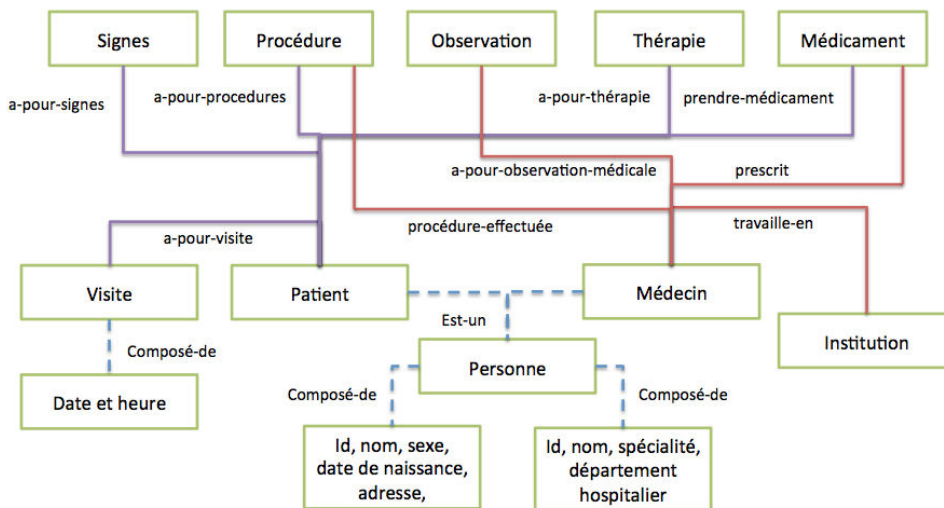 Signes
Procédure
Observation
Thérapie
Médicament
a-pour-signes
a-pour-procedures
a-pour-thérapie
prendre-médicament
a-pour-observation-médicale
prescrit
a-pour-visite
procédure-effectuée
travaille-en
Visite
Patient
Médecin
Est-un
Institution
Composé-de
Personne
Date et heure
Composé-de
Composé-de
Id, nom, sexe,
date de naissance,
adresse,
Id, nom, spécialité,
département
hospitalier